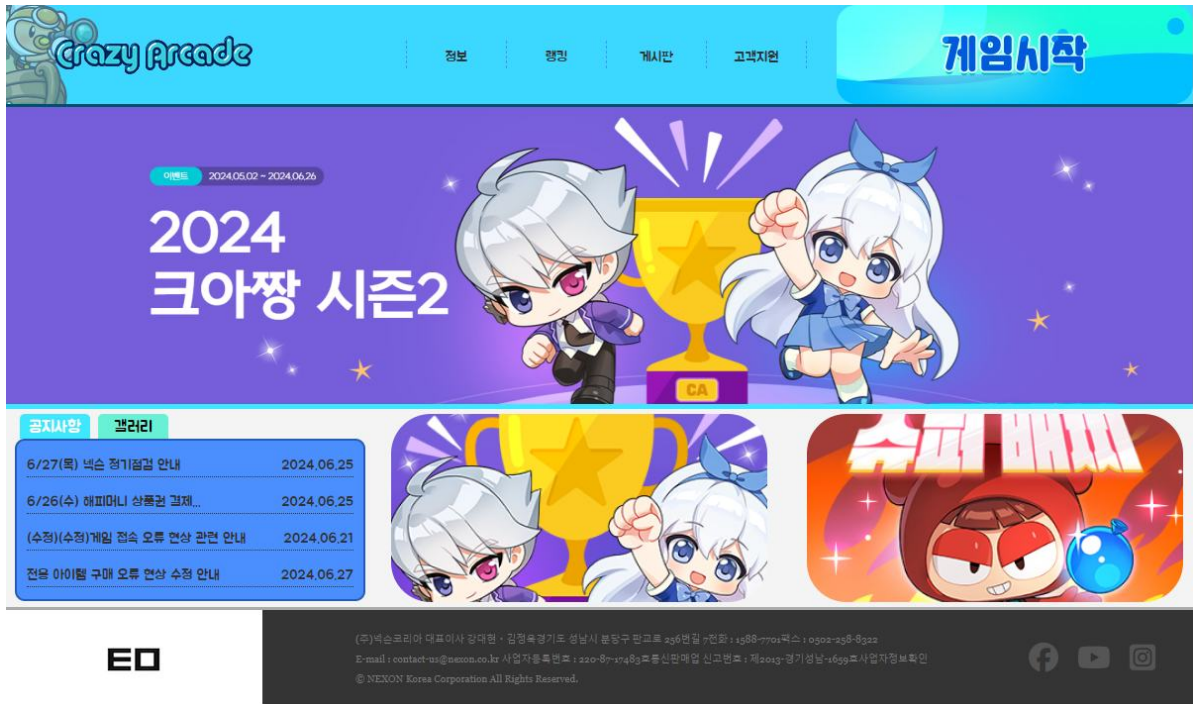 Crazy Arcade
정보
랭킹
게시판
고객지원
게임시작
이벤트 2024.05.02 ~ 2024.06.26
2024
크아짱 시즌2
CA
공지사항
갤러리
6/27(목) 넥슨 정기점검 안내 2024.06.25
6/26(수) 해피머니 상품권 결제... 2024.06.25
(수정)(수정)게임 접속 오류 현상 관련 안내 2024.06.21
전용 아이템 구매 오류 현상 수정 안내 2024.06.27
슈퍼 배찌
(주)넥슨코리아 대표이사 강대현·김정욱경기도 성남시 분당구 판교로 256번길 7전화 : 1588-7701팩스 : 0502-258-8322
E-mail : contact-us@nexon.co.kr 사업자등록번호 : 220-87-17483호통신판매업 신고번호 : 제2013-경기성남-1659호사업자정보확인
© NEXON Korea Corporation All Rights Reserved.